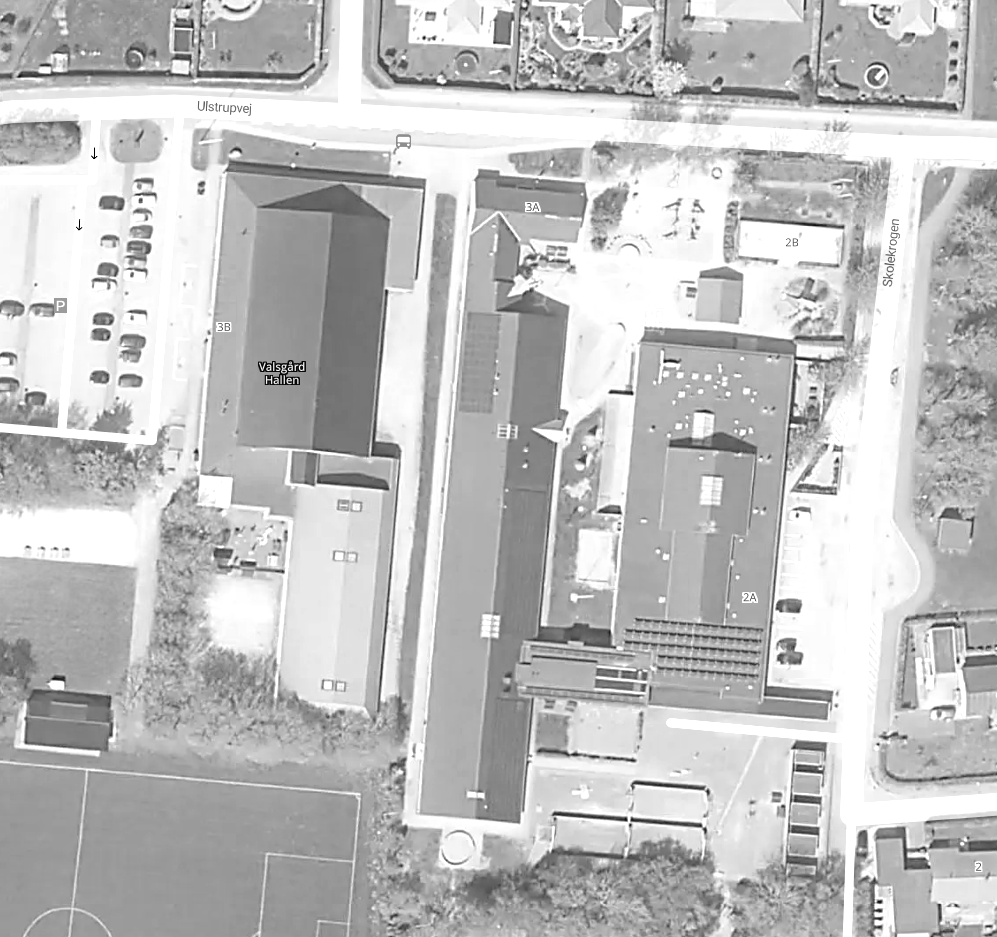 Ulstrupvej
3A
2B
Skolekrogen
P
3B
Valsgård
Hallen
2A
2